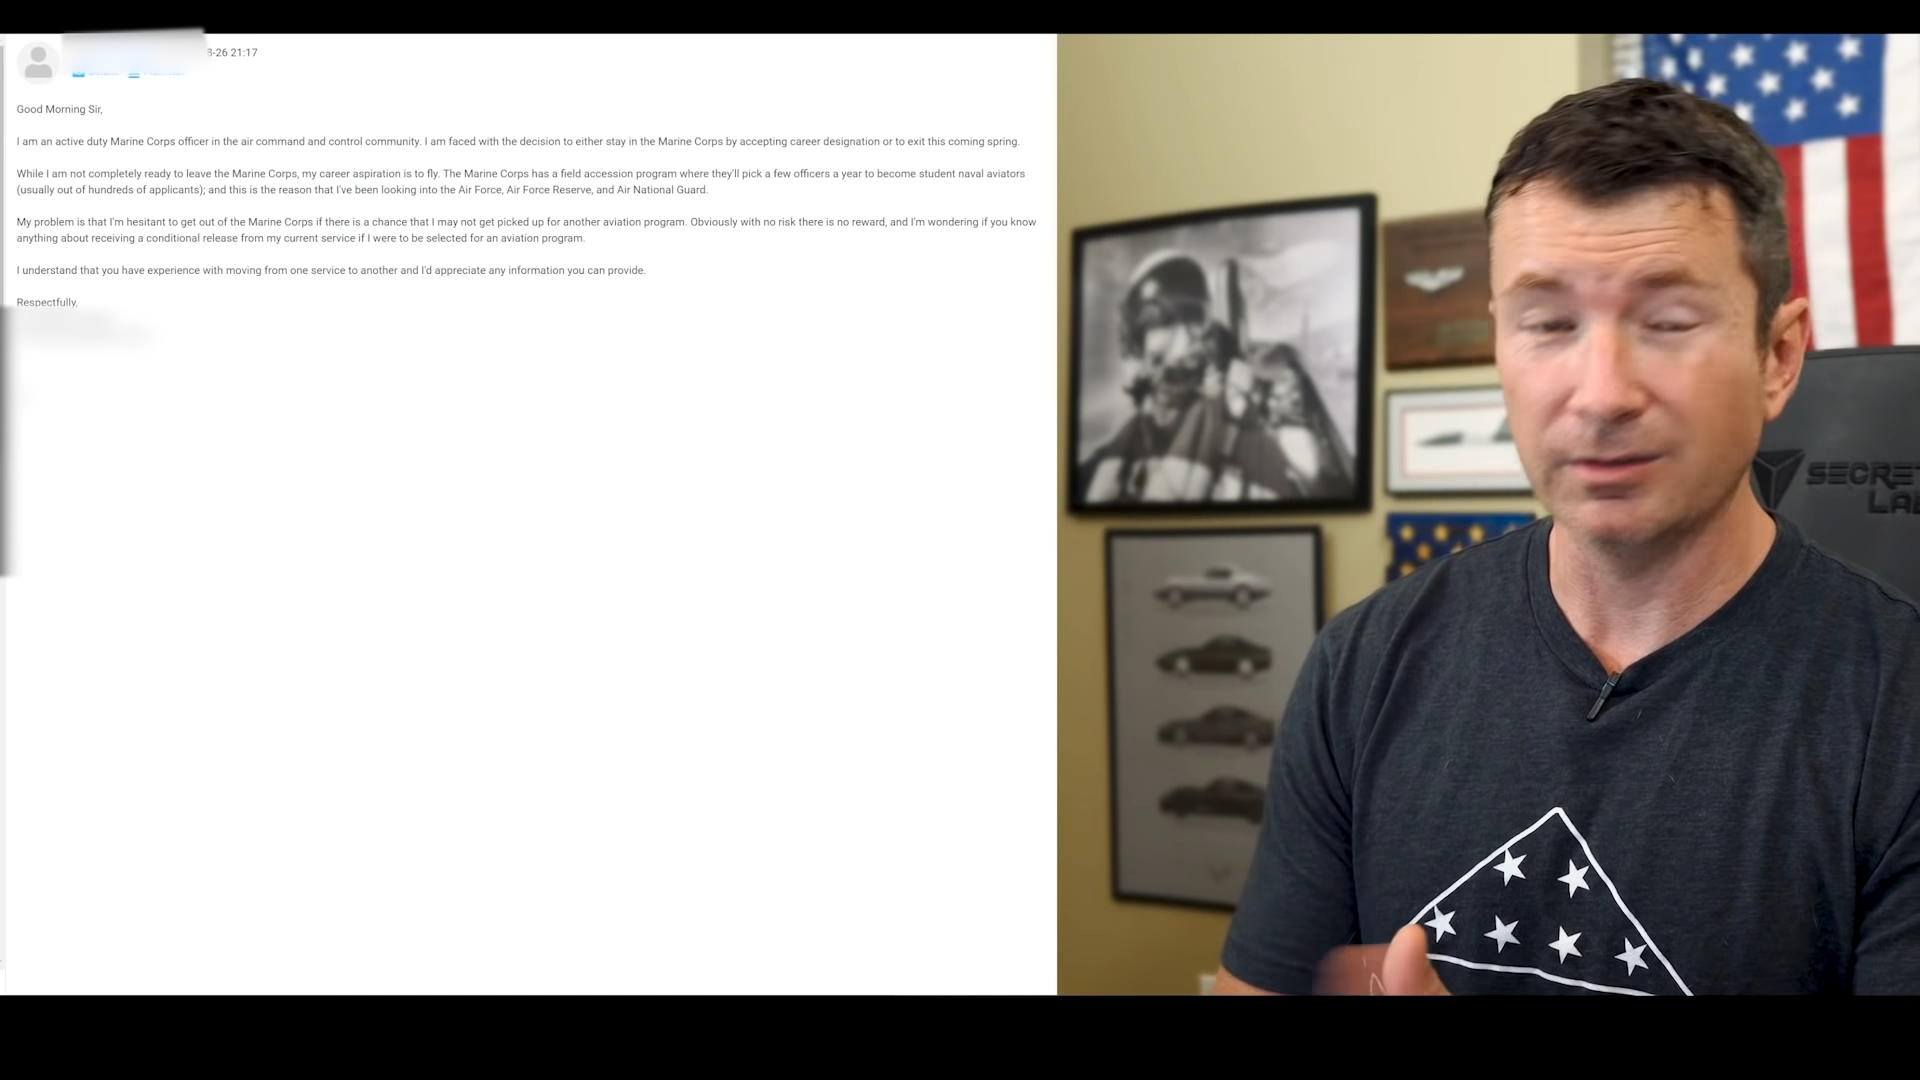 -26 21:17
Good Morning Sir,
I am an active duty Marine Corps officer in the air command and control community. I am faced with the decision to either stay in the Marine Corps by accepting career designation or to exit this coming spring.
While I am not completely ready to leave the Marine Corps, my career aspiration is to fly. The Marine Corps has a field accession program where they'll pick a few officers a year to become student naval aviators
(usually out of hundreds of applicants); and this is the reason that I've been looking into the Air Force, Air Force Reserve, and Air National Guard.
My problem is that I'm hesitant to get out of the Marine Corps if there is a chance that I may not get picked up for another aviation program. Obviously with no risk there is no reward, and I'm wondering if you know
anything about receiving a conditional release from my current service if I were to be selected for an aviation program.
I understand that you have experience with moving from one service to another and I'd appreciate any information you can provide.
Respectfully,
SECRET
LAB